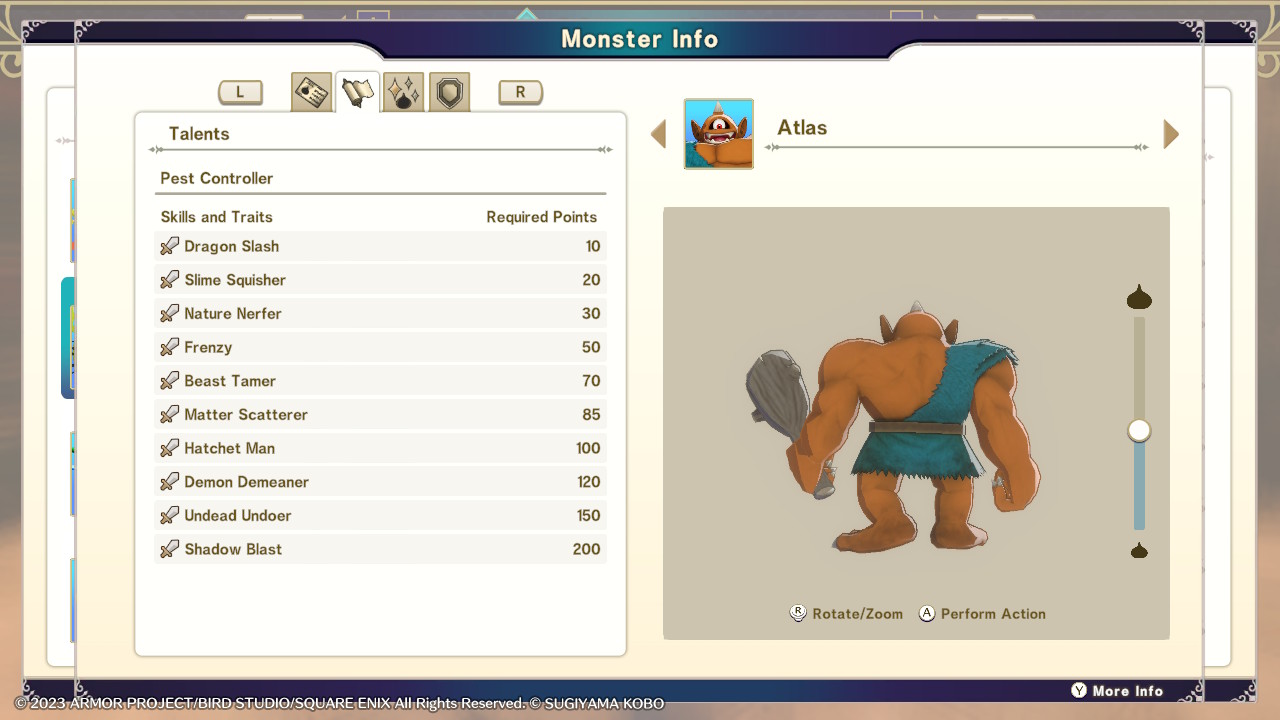 Monster Info
L
R
Talents
Pest Controller
Skills and Traits Required Points
Dragon Slash 10
Slime Squisher 20
Nature Nerfer 30
Frenzy 50
Beast Tamer 70
Matter Scatterer 85
Hatchet Man 100
Demon Demeaner 120
Undead Undoer 150
Shadow Blast 200
Atlas
R Rotate/Zoom A Perform Action
Y More Info
© 2023 ARMOR PROJECT/BIRD STUDIO/SQUARE ENIX All Rights Reserved. © SUGIYAMA KOBO